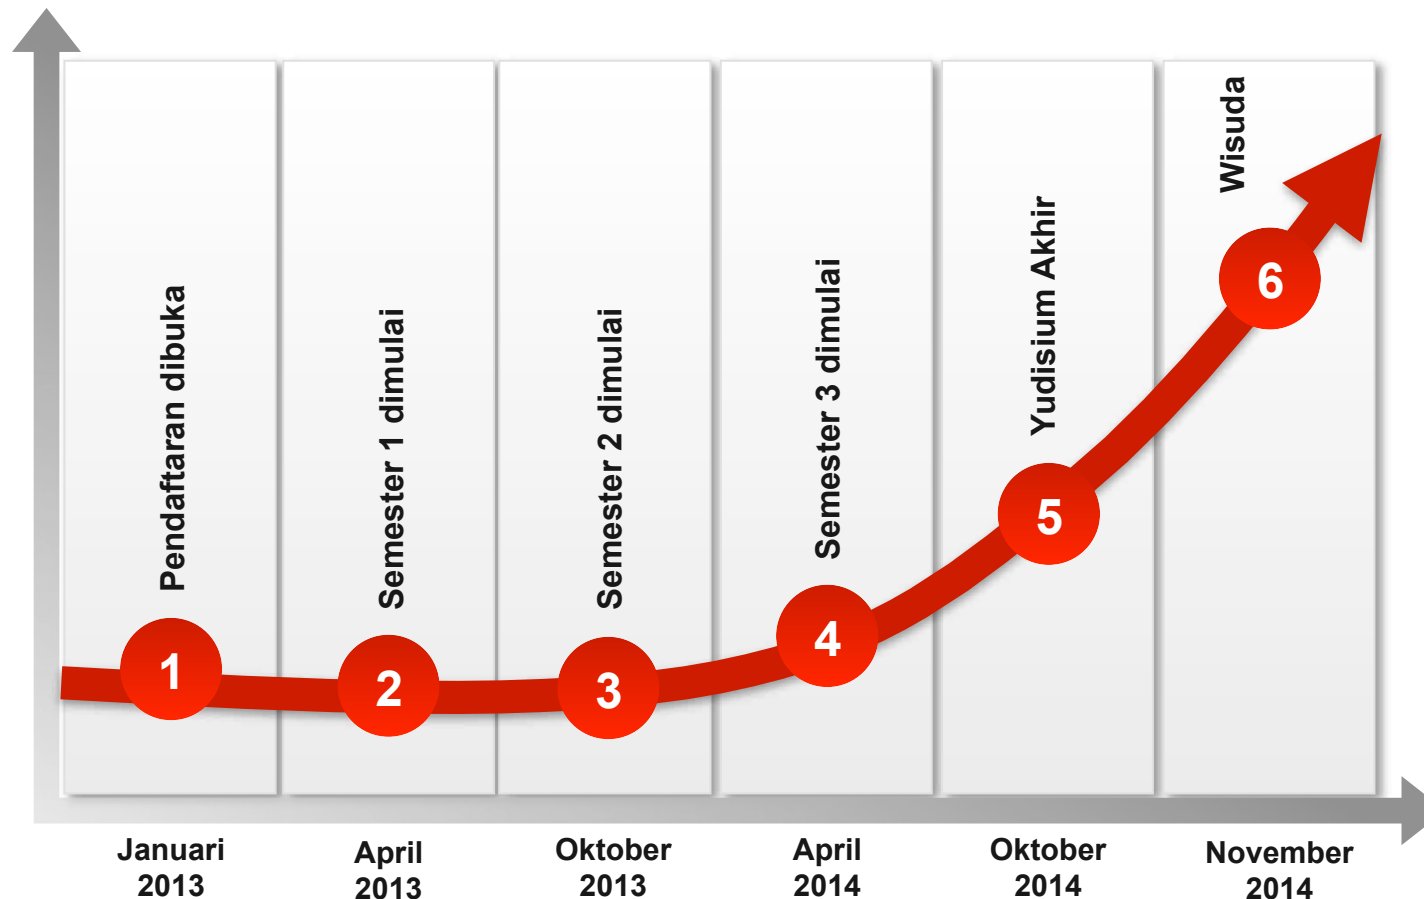 Pendaftaran dibuka
Semester 1 dimulai
Semester 2 dimulai
Semester 3 dimulai
Yudisium Akhir
Wisuda
1
2
3
4
5
6
Januari
2013
April
2013
Oktober
2013
April
2014
Oktober
2014
November
2014